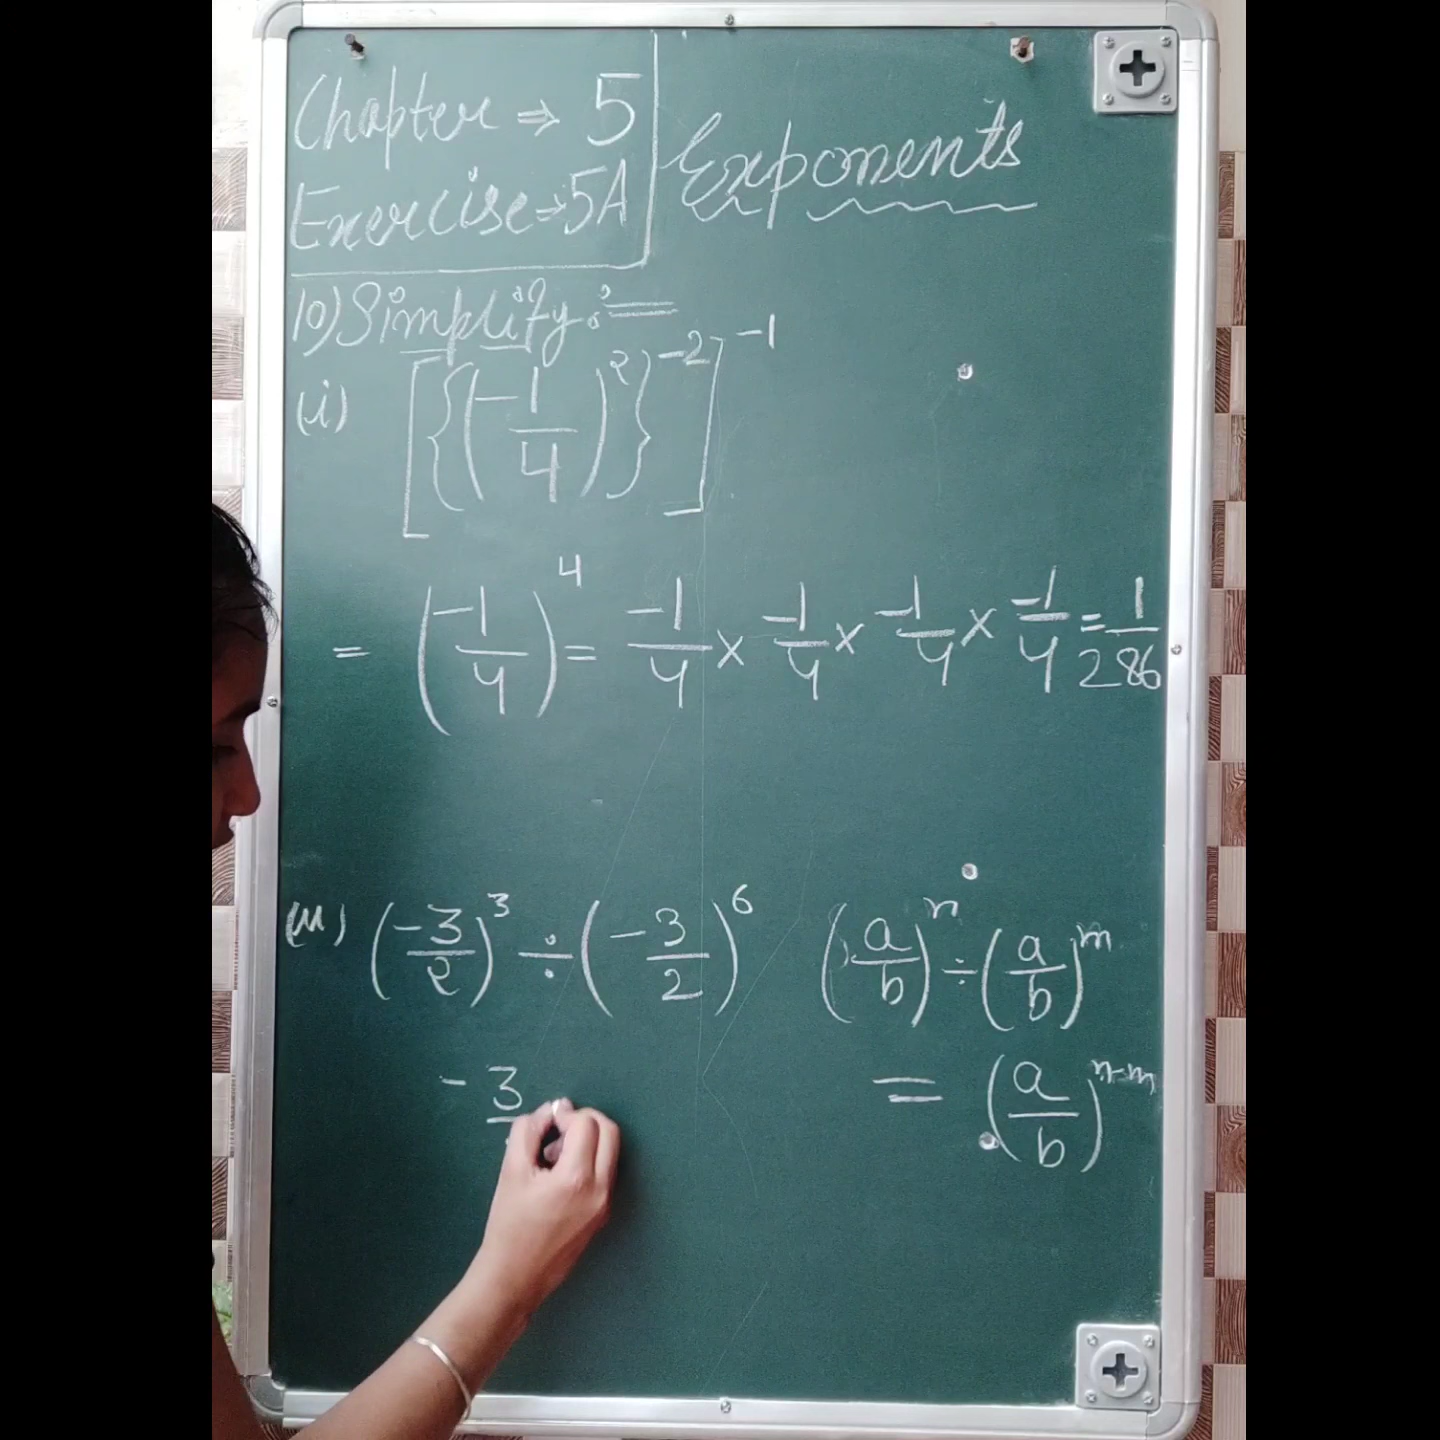 Chapter ⇒ 5
Exercise ⇒ 5A
Exponents
10) Simplify :
(i) [{(-1/4)^2}^-2]^-1
= (-1/4)^4 = -1/4 × -1/4 × -1/4 × -1/4 = 1/286
(ii) (-3/2)^3 ÷ (-3/2)^6
(a/b)^n ÷ (a/b)^m
= (a/b)^n-m
-3